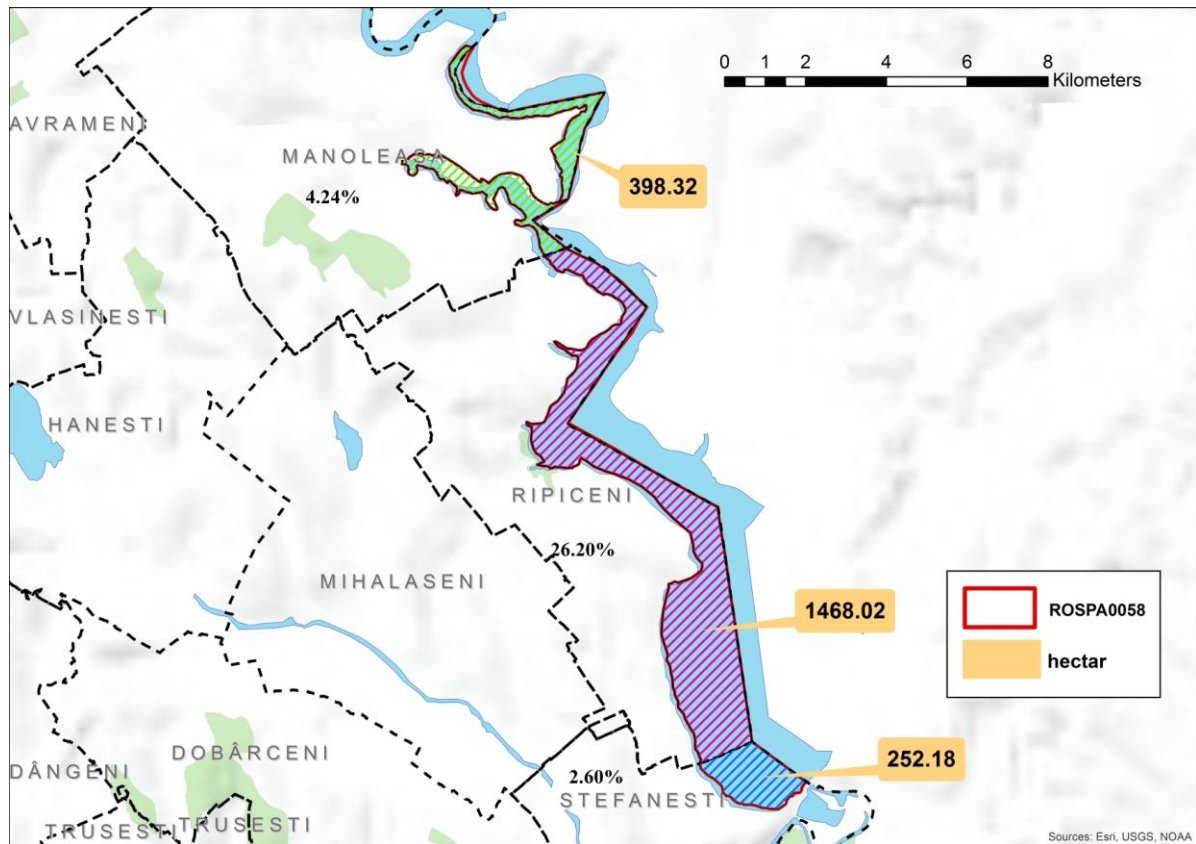 0 1 2 4 6 8
Kilometers
AVRAMENI
MANOLEASA
4.24%
398.32
VLASINESTI
HANESTI
RIPICENI
26.20%
MIHALASENI
1468.02
ROSPA0058
hectar
DOBÂRCENI
DÂNGENI
2.60%
STEFANESTI
252.18
TRUSESTI
TRUSESTI
Sources: Esri, USGS, NOAA